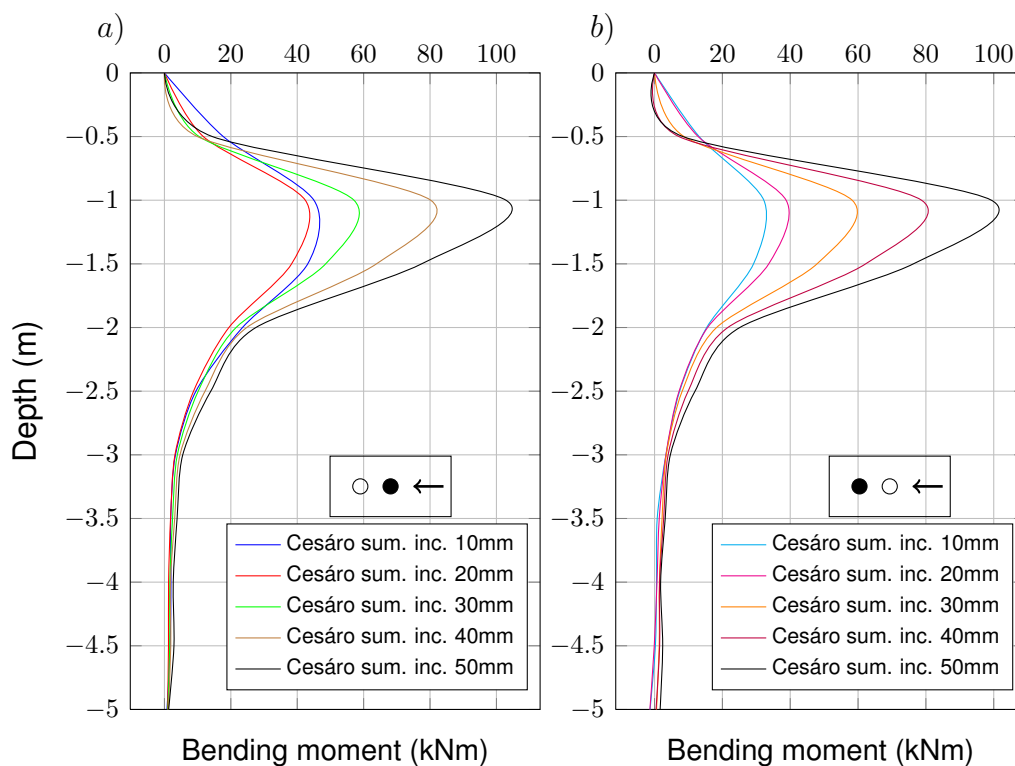 a)
0 20 40 60 80 100
0
−0.5
−1
−1.5
−2
−2.5
−3
−3.5
−4
−4.5
−5
Depth (m)
Cesáro sum. inc. 10mm
Cesáro sum. inc. 20mm
Cesáro sum. inc. 30mm
Cesáro sum. inc. 40mm
Cesáro sum. inc. 50mm
Bending moment (kNm)
b)
0 20 40 60 80 100
0
−0.5
−1
−1.5
−2
−2.5
−3
−3.5
−4
−4.5
−5
Cesáro sum. inc. 10mm
Cesáro sum. inc. 20mm
Cesáro sum. inc. 30mm
Cesáro sum. inc. 40mm
Cesáro sum. inc. 50mm
Bending moment (kNm)